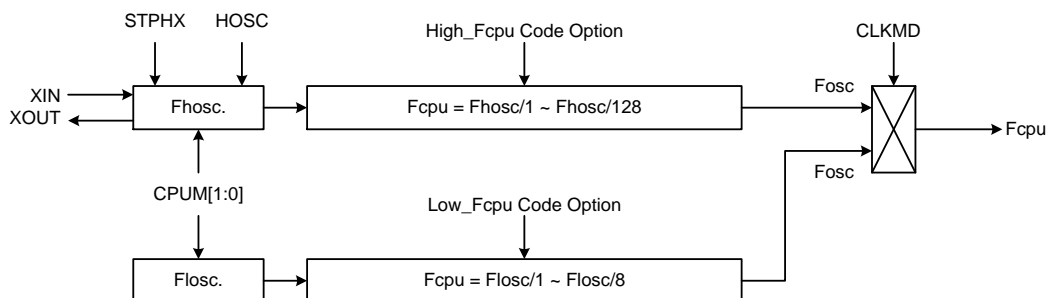 STPHX HOSC
High_Fcpu Code Option
CLKMD
XIN
XOUT
Fhosc.
Fcpu = Fhosc/1 ~ Fhosc/128
Fosc
Fcpu
Fosc
CPUM[1:0]
Low_Fcpu Code Option
Flosc.
Fcpu = Flosc/1 ~ Flosc/8